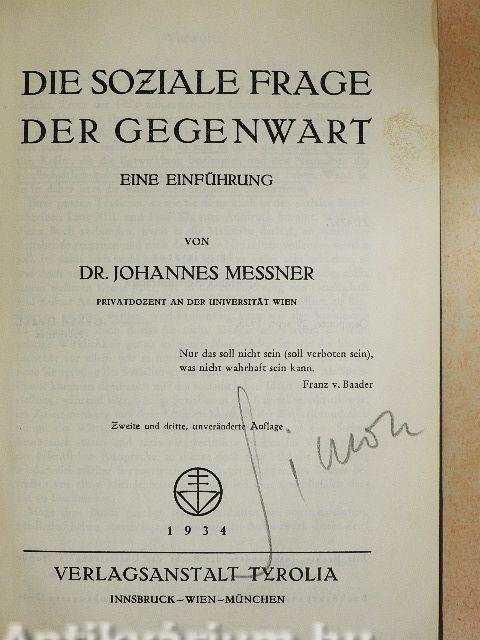 DIE SOZIALE FRAGE
DER GEGENWART
EINE EINFÜHRUNG
VON
DR. JOHANNES MESSNER
PRIVATDOZENT AN DER UNIVERSITÄT WIEN
Nur das soll nicht sein (soll verboten sein),
was nicht wahrhaft sein kann.
Franz v. Baader
Zweite und dritte, unveränderte Auflage
Simon
1934
VERLAGSANSTALT TYROLIA
INNSBRUCK–WIEN–MÜNCHEN
Antikvárium.hu